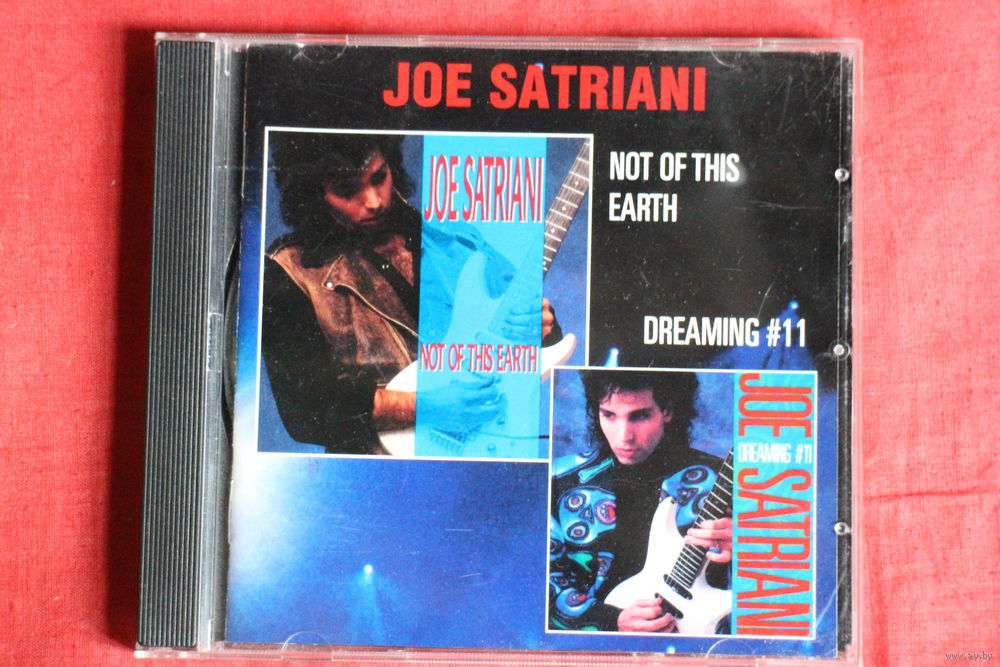 JOE SATRIANI
NOT OF THIS
EARTH
JOE SATRIANI
NOT OF THIS EARTH
DREAMING #11
JOE SATRIANI
DREAMING #11
www.ay.by